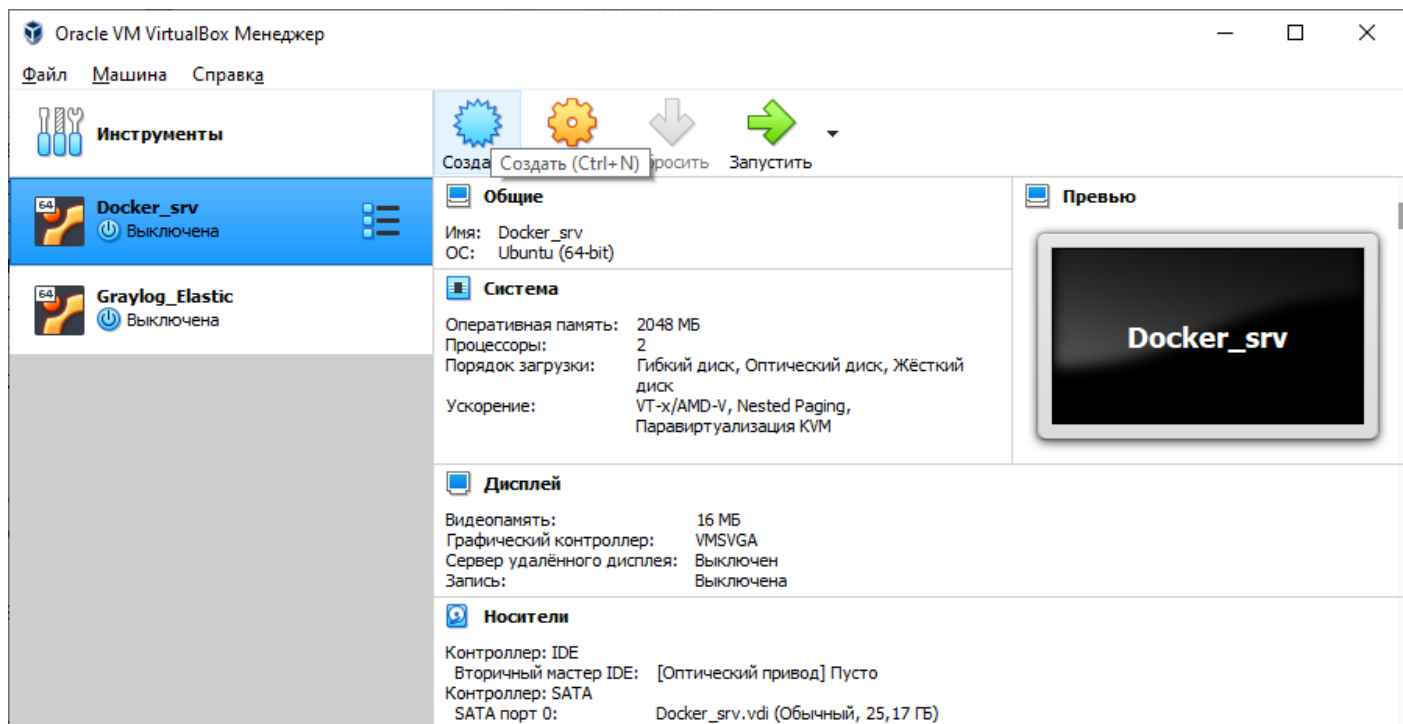 Oracle VM VirtualBox Менеджер
Файл Машина Справка
Инструменты
Созда
Создать (Ctrl+N)
бросить
Запустить
64
Docker_srv
Выключена
64
Graylog_Elastic
Выключена
Общие
Имя: Docker_srv
ОС: Ubuntu (64-bit)
Превью
Docker_srv
Система
Оперативная память: 2048 МБ
Процессоры: 2
Порядок загрузки: Гибкий диск, Оптический диск, Жёсткий
диск
Ускорение: VT-x/AMD-V, Nested Paging,
Паравиртуализация KVM
Дисплей
Видеопамять: 16 МБ
Графический контроллер: VMSVGA
Сервер удалённого дисплея: Выключен
Запись: Выключена
Носители
Контроллер: IDE
Вторичный мастер IDE: [Оптический привод] Пусто
Контроллер: SATA
SATA порт 0: Docker_srv.vdi (Обычный, 25,17 ГБ)